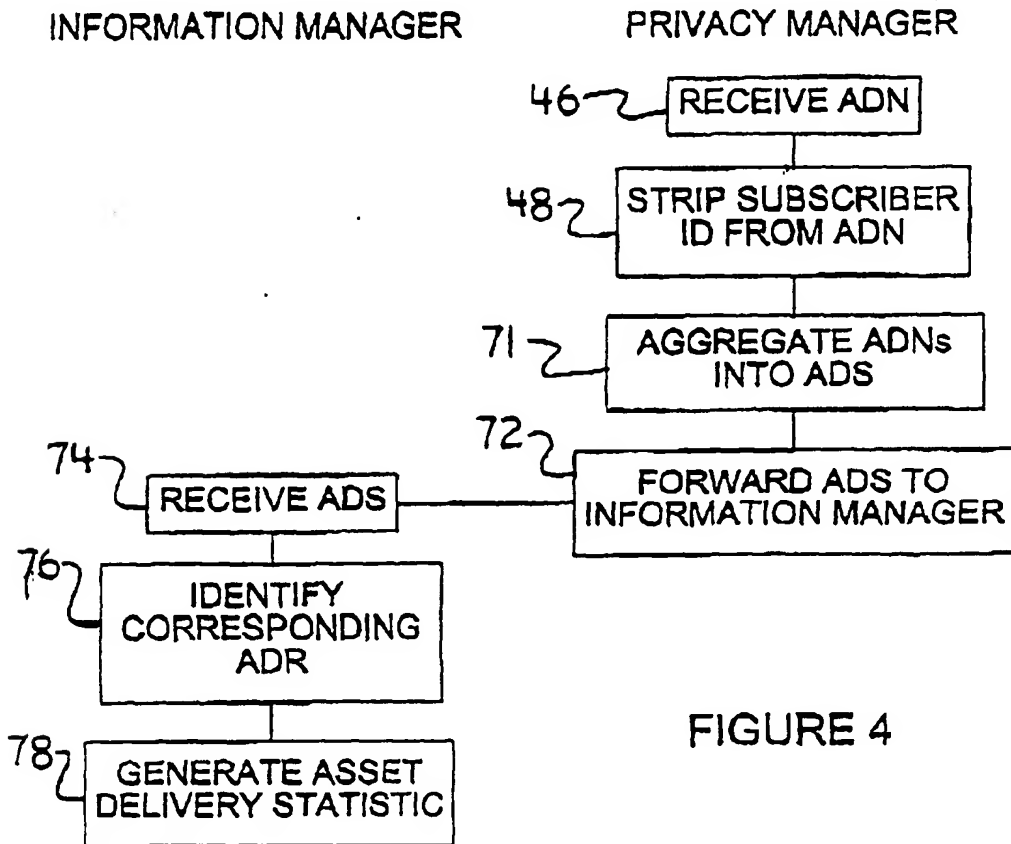 INFORMATION MANAGER
PRIVACY MANAGER
46
RECEIVE ADN
48
STRIP SUBSCRIBER
ID FROM ADN
71
AGGREGATE ADNs
INTO ADS
72
FORWARD ADS TO
INFORMATION MANAGER
74
RECEIVE ADS
76
IDENTIFY
CORRESPONDING
ADR
78
GENERATE ASSET
DELIVERY STATISTIC
FIGURE 4